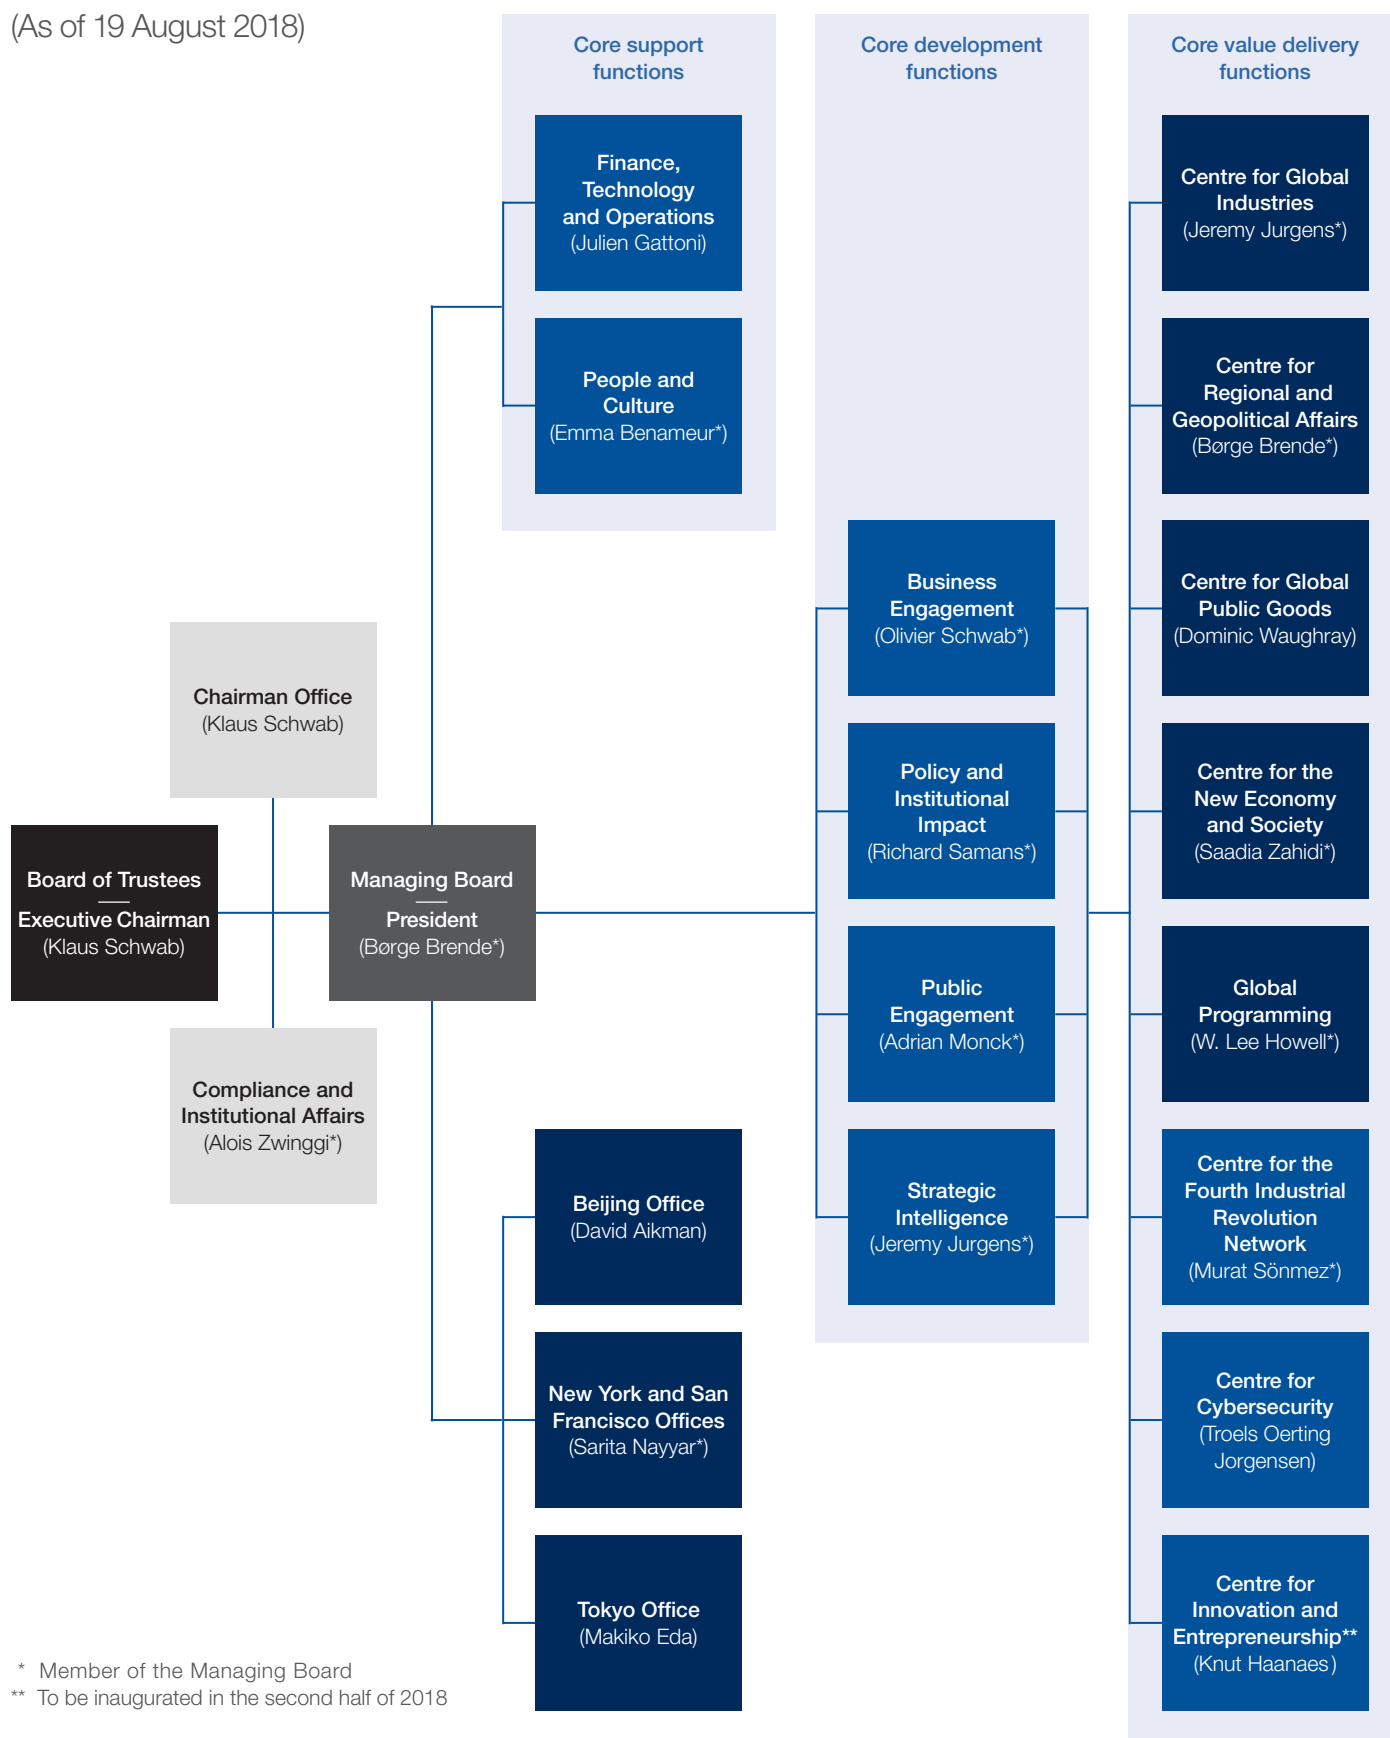 (As of 19 August 2018)
Core support
functions
Finance,
Technology
and Operations
(Julien Gattoni)
People and
Culture
(Emma Benameur*)
Core development
functions
Business
Engagement
(Olivier Schwab*)
Policy and
Institutional
Impact
(Richard Samans*)
Public
Engagement
(Adrian Monck*)
Strategic
Intelligence
(Jeremy Jurgens*)
Core value delivery
functions
Centre for Global
Industries
(Jeremy Jurgens*)
Centre for
Regional and
Geopolitical Affairs
(Børge Brende*)
Centre for Global
Public Goods
(Dominic Waughray)
Centre for the
New Economy
and Society
(Saadia Zahidi*)
Global
Programming
(W. Lee Howell*)
Centre for the
Fourth Industrial
Revolution
Network
(Murat Sönmez*)
Centre for
Cybersecurity
(Troels Oerting
Jorgensen)
Centre for
Innovation and
Entrepreneurship**
(Knut Haanaes)
Chairman Office
(Klaus Schwab)
Board of Trustees
Executive Chairman
(Klaus Schwab)
Managing Board
President
(Børge Brende*)
Compliance and
Institutional Affairs
(Alois Zwinggi*)
Beijing Office
(David Aikman)
New York and San
Francisco Offices
(Sarita Nayyar*)
Tokyo Office
(Makiko Eda)
* Member of the Managing Board
** To be inaugurated in the second half of 2018